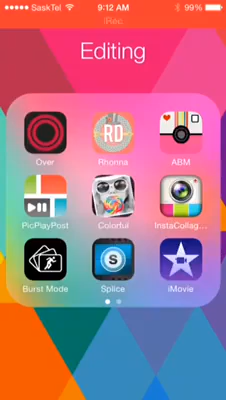 SaskTel 9:12 AM 99%
iRec
Editing
RD
S
Over Rhonna ABM
PicPlayPost Colorful InstaCollag...
Burst Mode Splice iMovie